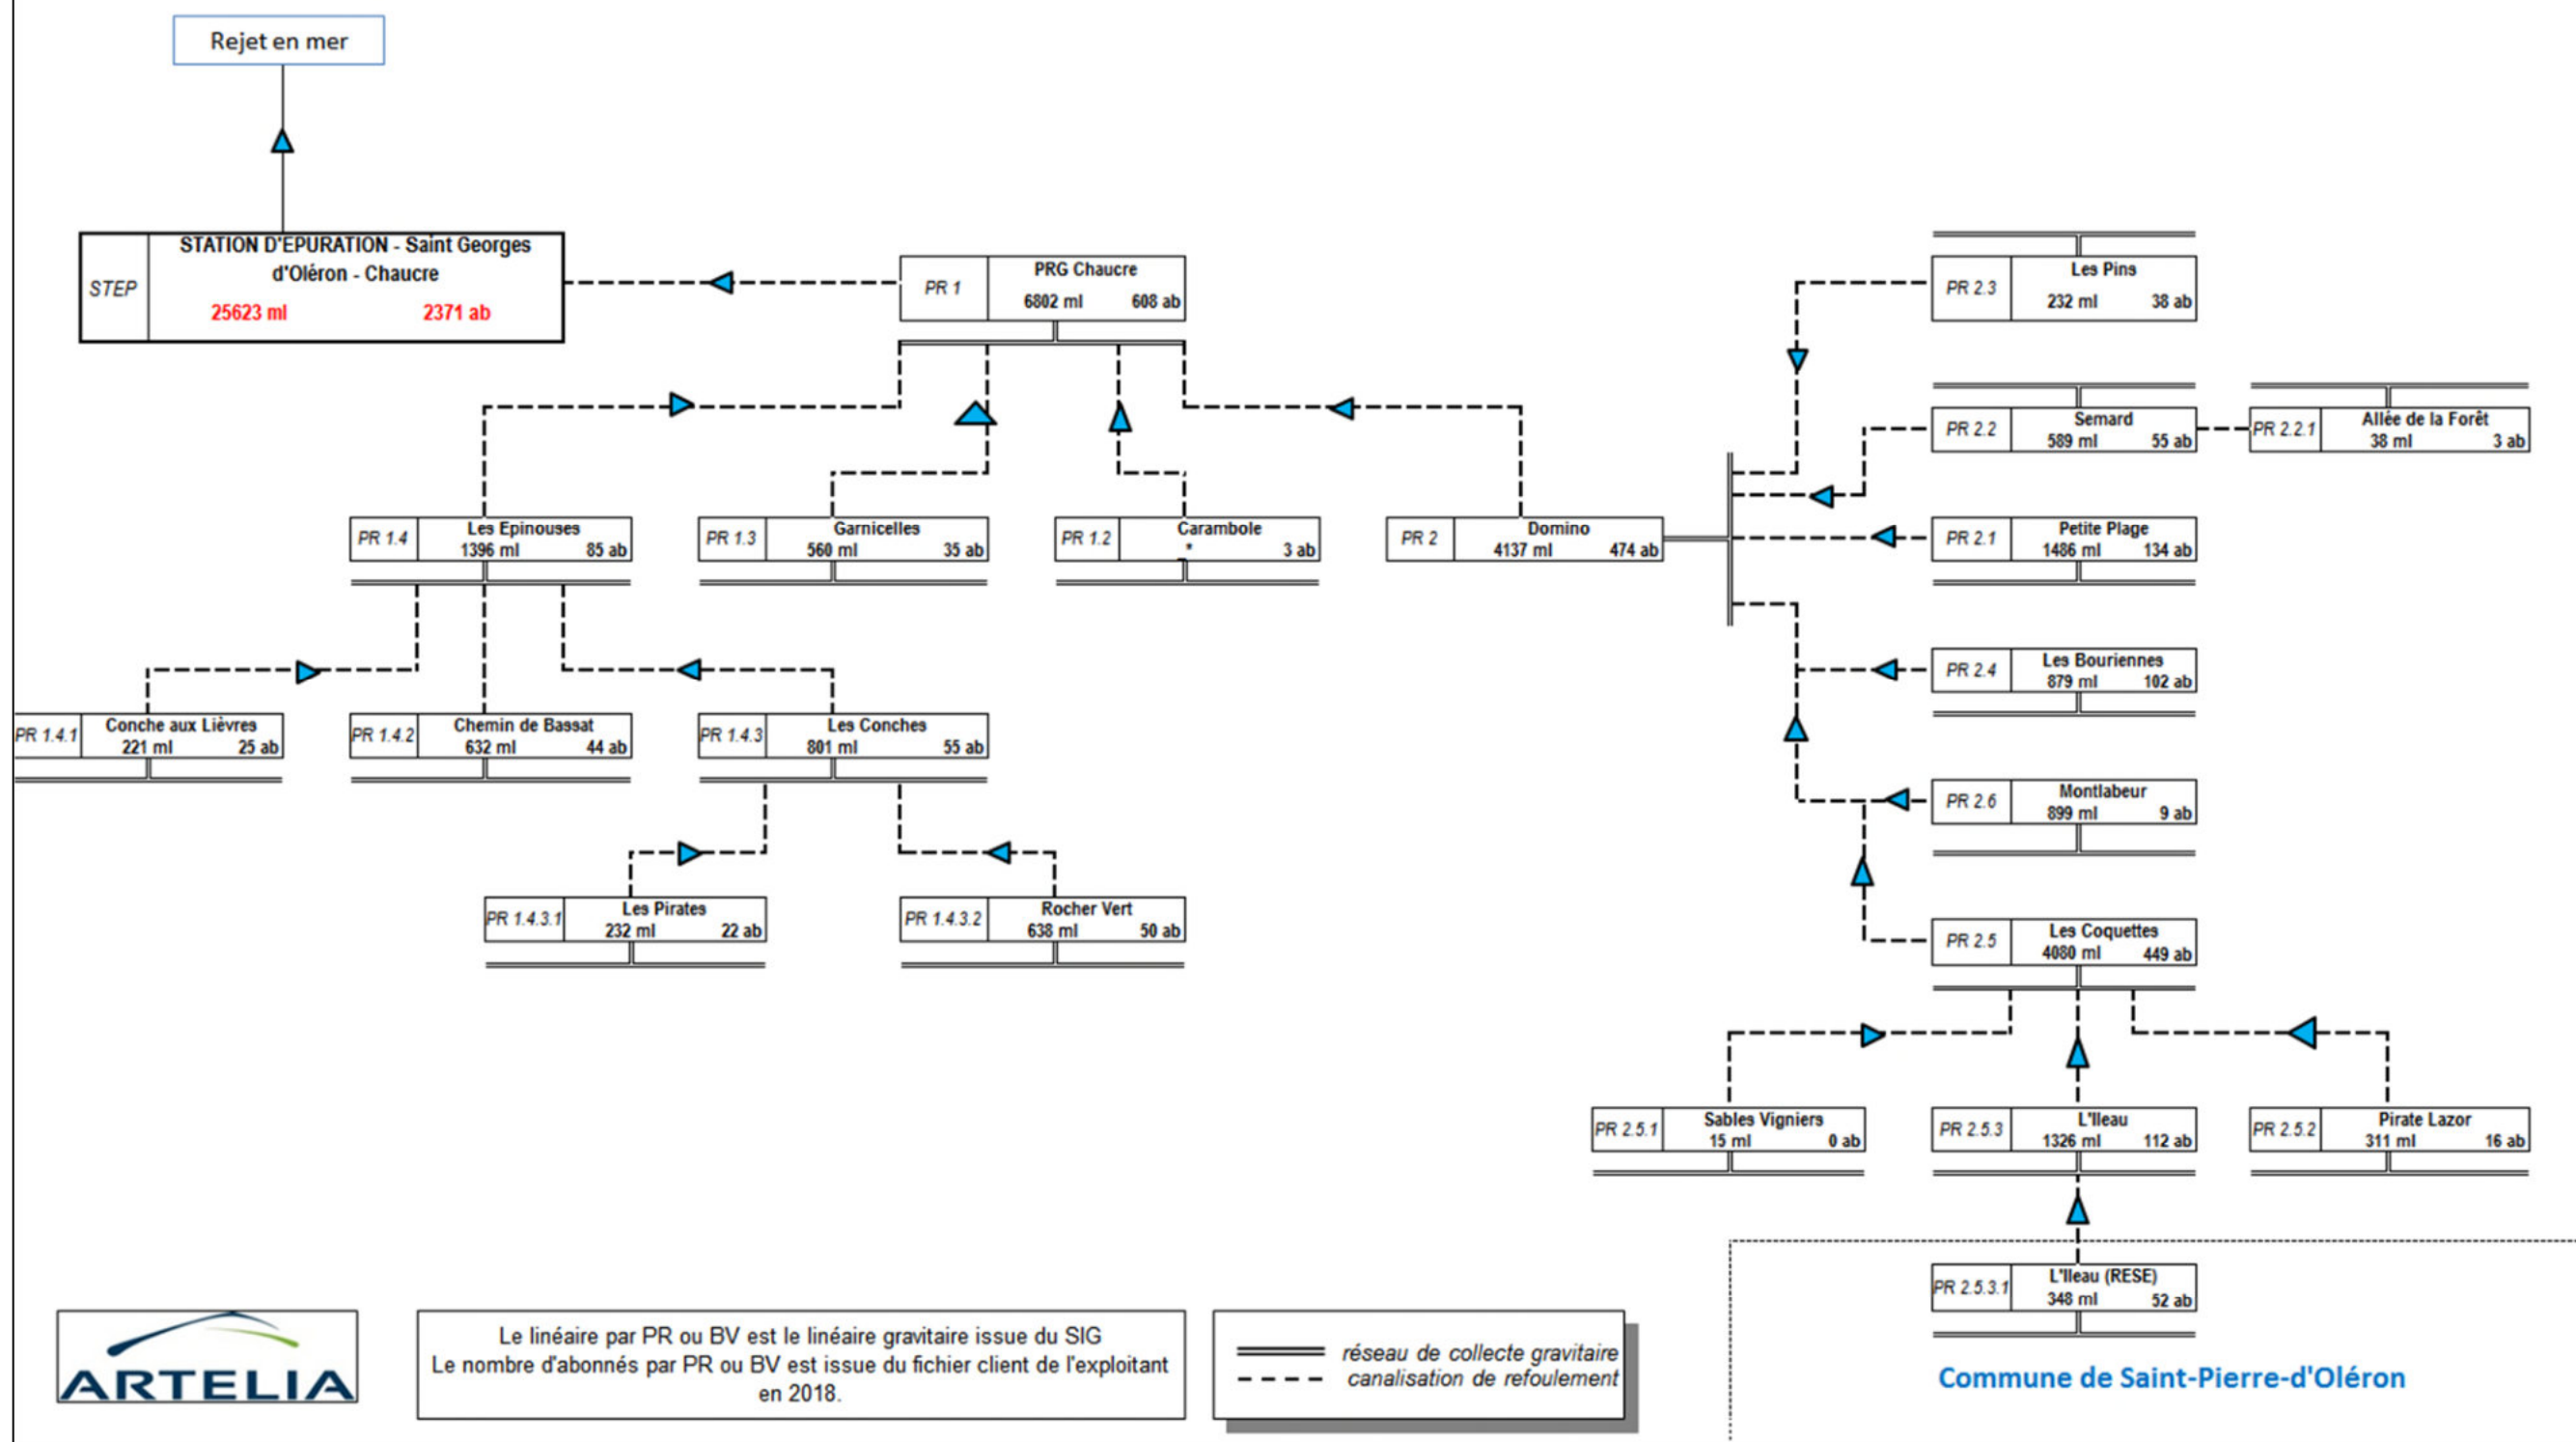 Rejet en mer
STEP
STATION D'EPURATION - Saint Georges
d'Oléron - Chaucre
25623 ml 2371 ab
PR 1
PRG Chaucre
6802 ml 608 ab
PR 2.3
Les Pins
232 ml 38 ab
PR 2.2
Semard
589 ml 55 ab
PR 2.2.1
Allée de la Forêt
38 ml 3 ab
PR 1.4
Les Epinouses
1396 ml 85 ab
PR 1.3
Garnicelles
560 ml 35 ab
PR 1.2
Carambole
_* 3 ab
PR 2
Domino
4137 ml 474 ab
PR 2.1
Petite Plage
1486 ml 134 ab
PR 2.4
Les Bouriennes
879 ml 102 ab
PR 1.4.1
Conche aux Lièvres
221 ml 25 ab
PR 1.4.2
Chemin de Bassat
632 ml 44 ab
PR 1.4.3
Les Conches
801 ml 55 ab
PR 2.6
Montlabeur
899 ml 9 ab
PR 1.4.3.1
Les Pirates
232 ml 22 ab
PR 1.4.3.2
Rocher Vert
638 ml 50 ab
PR 2.5
Les Coquettes
4080 ml 449 ab
PR 2.5.1
Sables Vigniers
15 ml 0 ab
PR 2.5.3
L'Ileau
1326 ml 112 ab
PR 2.5.2
Pirate Lazor
311 ml 16 ab
PR 2.5.3.1
L'Ileau (RESE)
348 ml 52 ab
ARTELIA
Le linéaire par PR ou BV est le linéaire gravitaire issue du SIG
Le nombre d'abonnés par PR ou BV est issue du fichier client de l'exploitant
en 2018.
réseau de collecte gravitaire
canalisation de refoulement
Commune de Saint-Pierre-d'Oléron